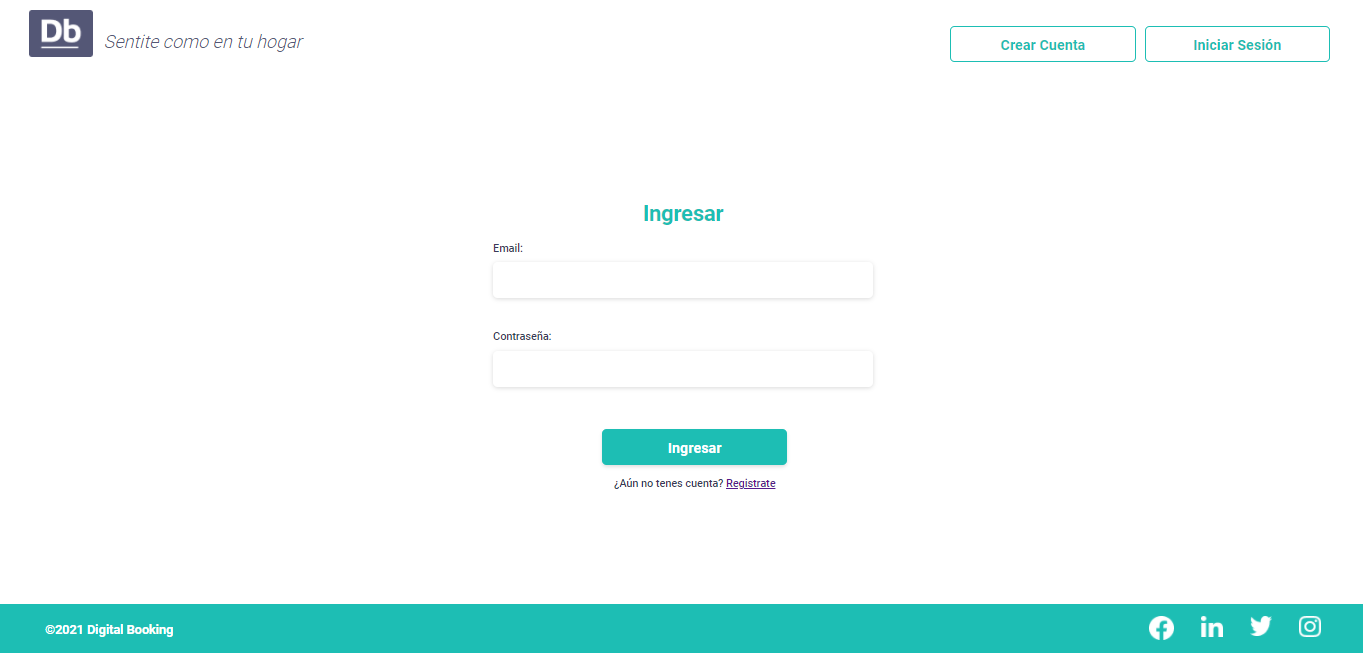 Db
Sentite como en tu hogar
Crear Cuenta
Iniciar Sesión
Ingresar
Email:
Contraseña:
Ingresar
¿Aún no tenes cuenta? Registrate
©2021 Digital Booking